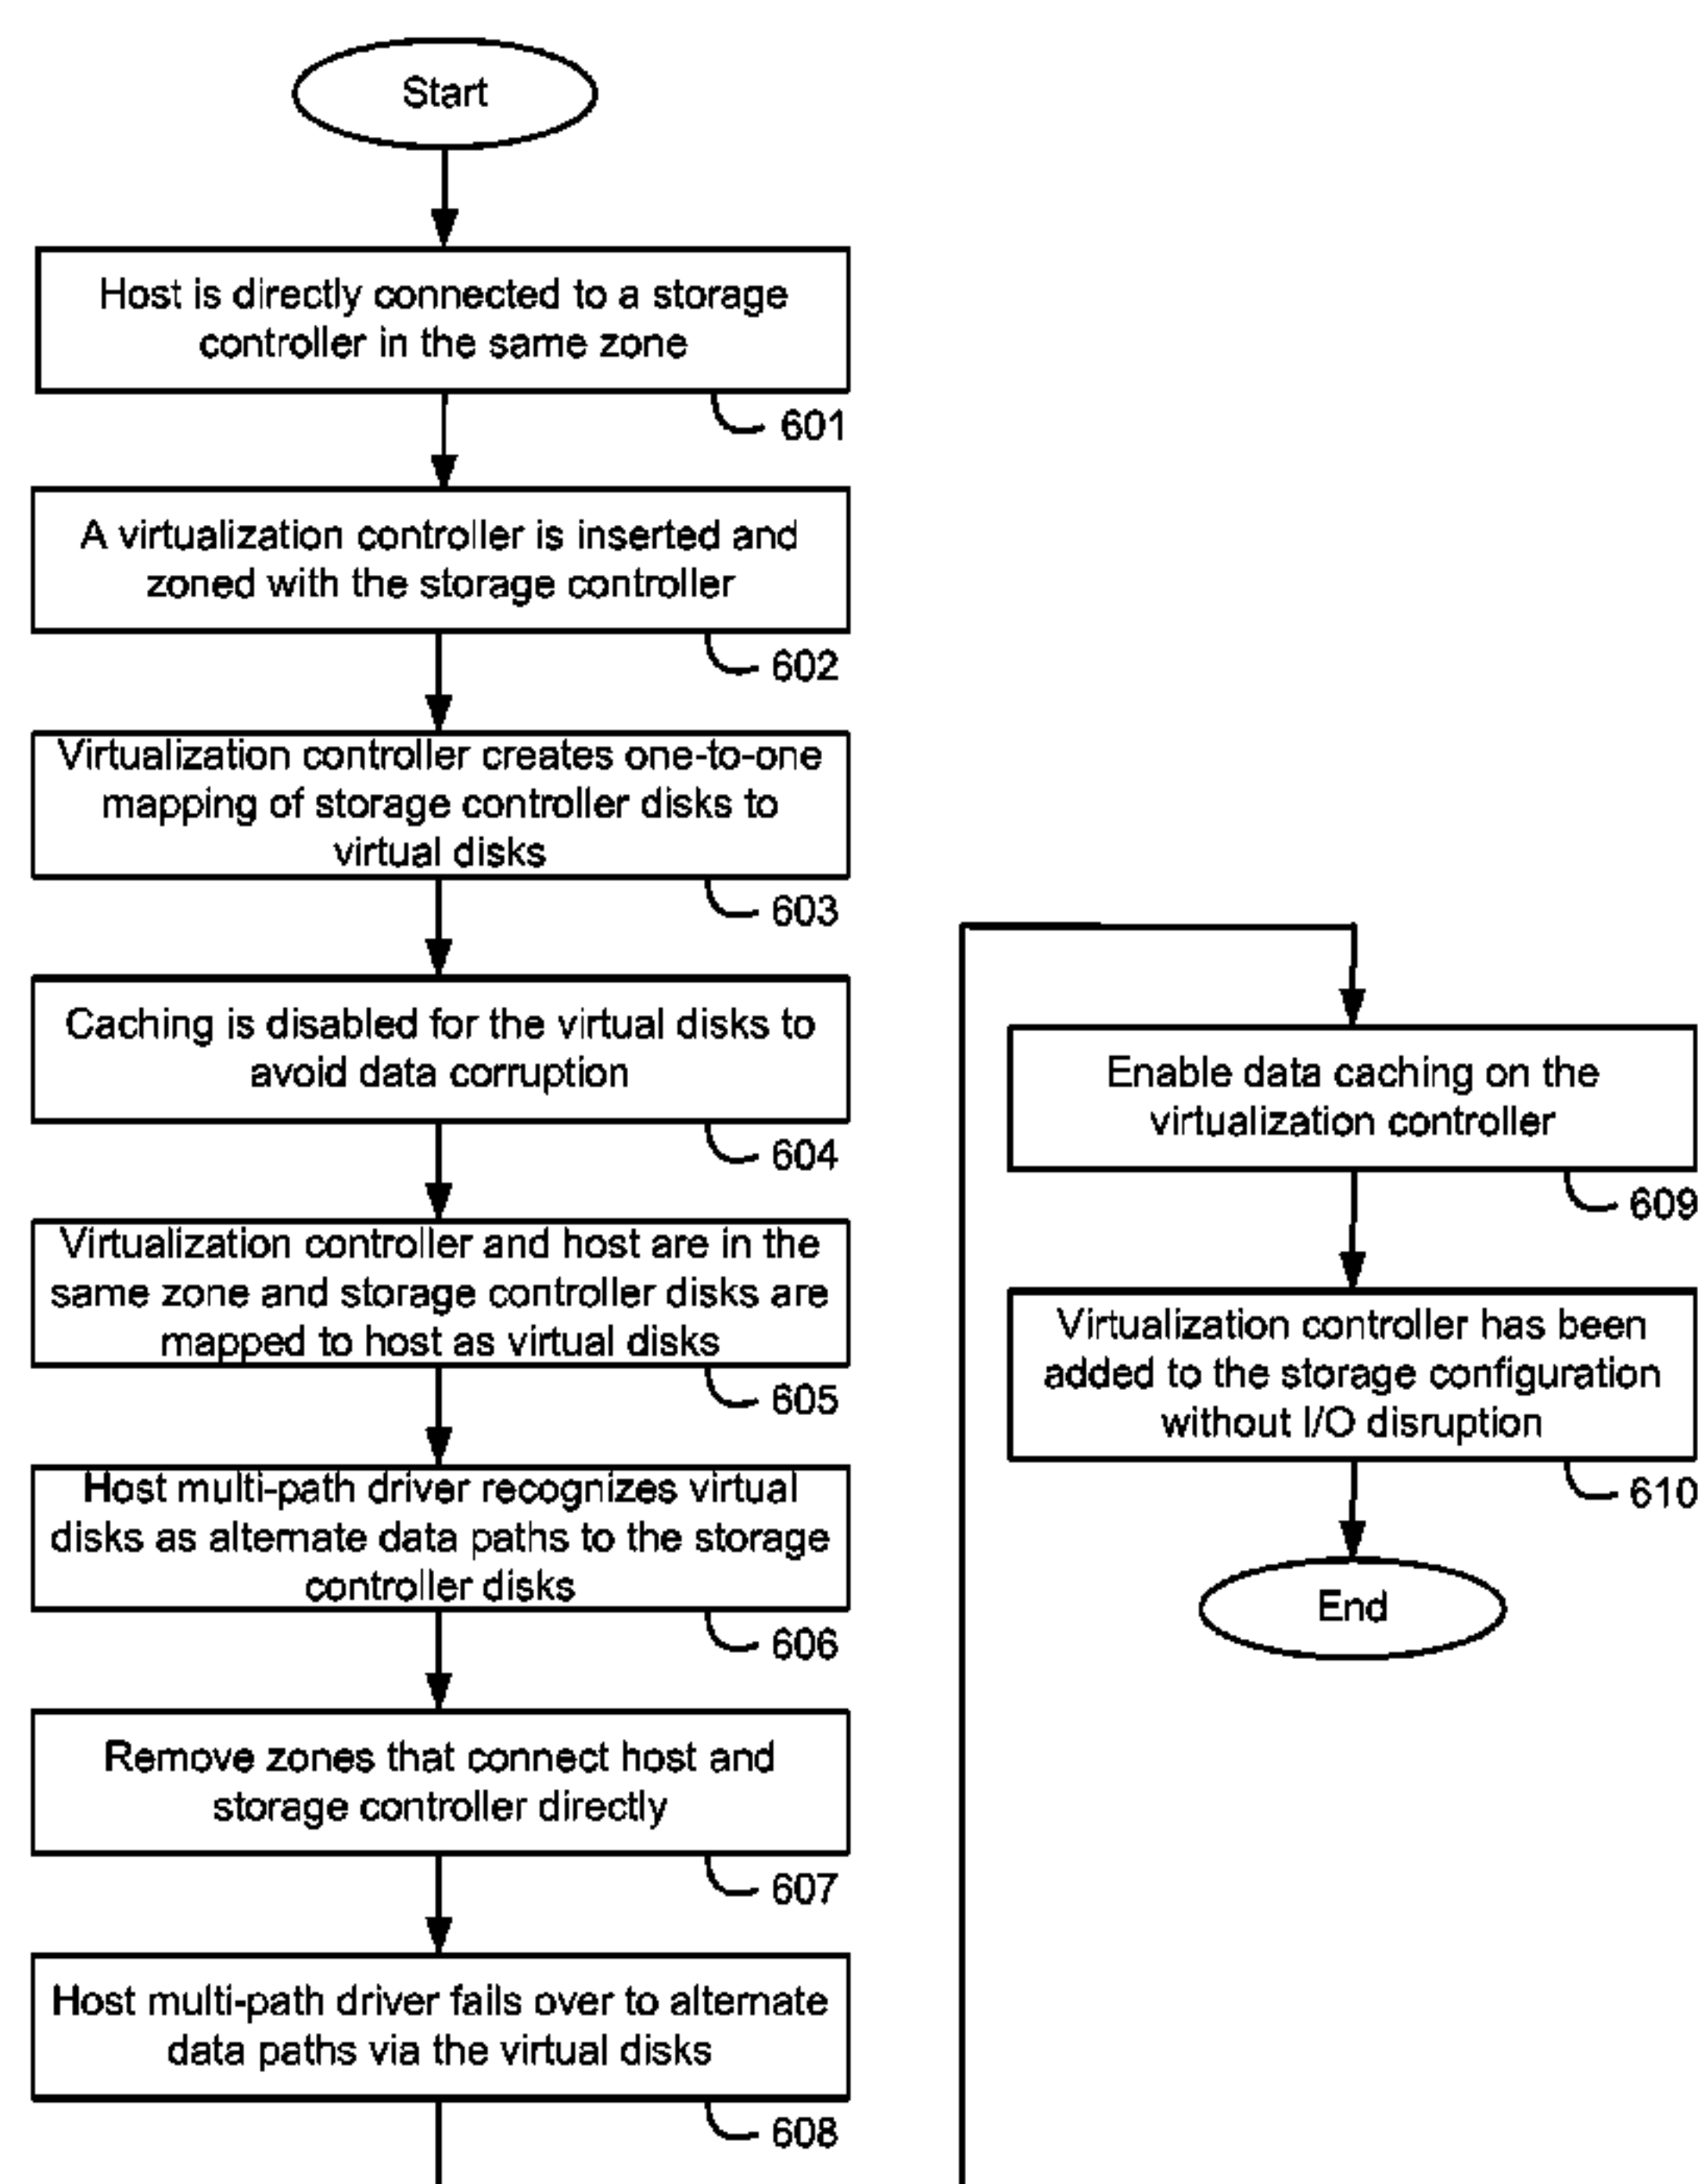 Start
Host is directly connected to a storage
controller in the same zone
601
A virtualization controller is inserted and
zoned with the storage controller
602
Virtualization controller creates one-to-one
mapping of storage controller disks to
virtual disks
603
Caching is disabled for the virtual disks to
avoid data corruption
604
Virtualization controller and host are in the
same zone and storage controller disks are
mapped to host as virtual disks
605
Host multi-path driver recognizes virtual
disks as alternate data paths to the storage
controller disks
606
Remove zones that connect host and
storage controller directly
607
Host multi-path driver fails over to alternate
data paths via the virtual disks
608
Enable data caching on the
virtualization controller
609
Virtualization controller has been
added to the storage configuration
without I/O disruption
610
End